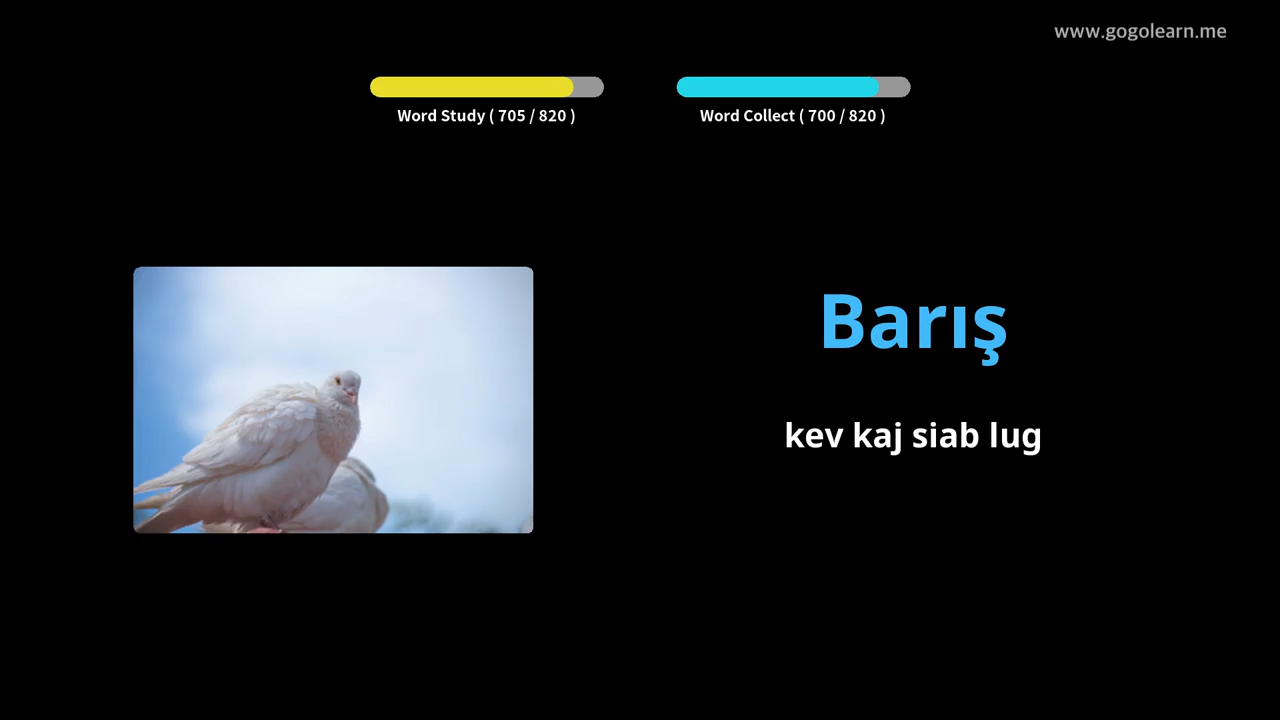 www.gogolearn.me
Word Study ( 705 / 820 )
Word Collect ( 700 / 820 )
Barış
kev kaj siab lug